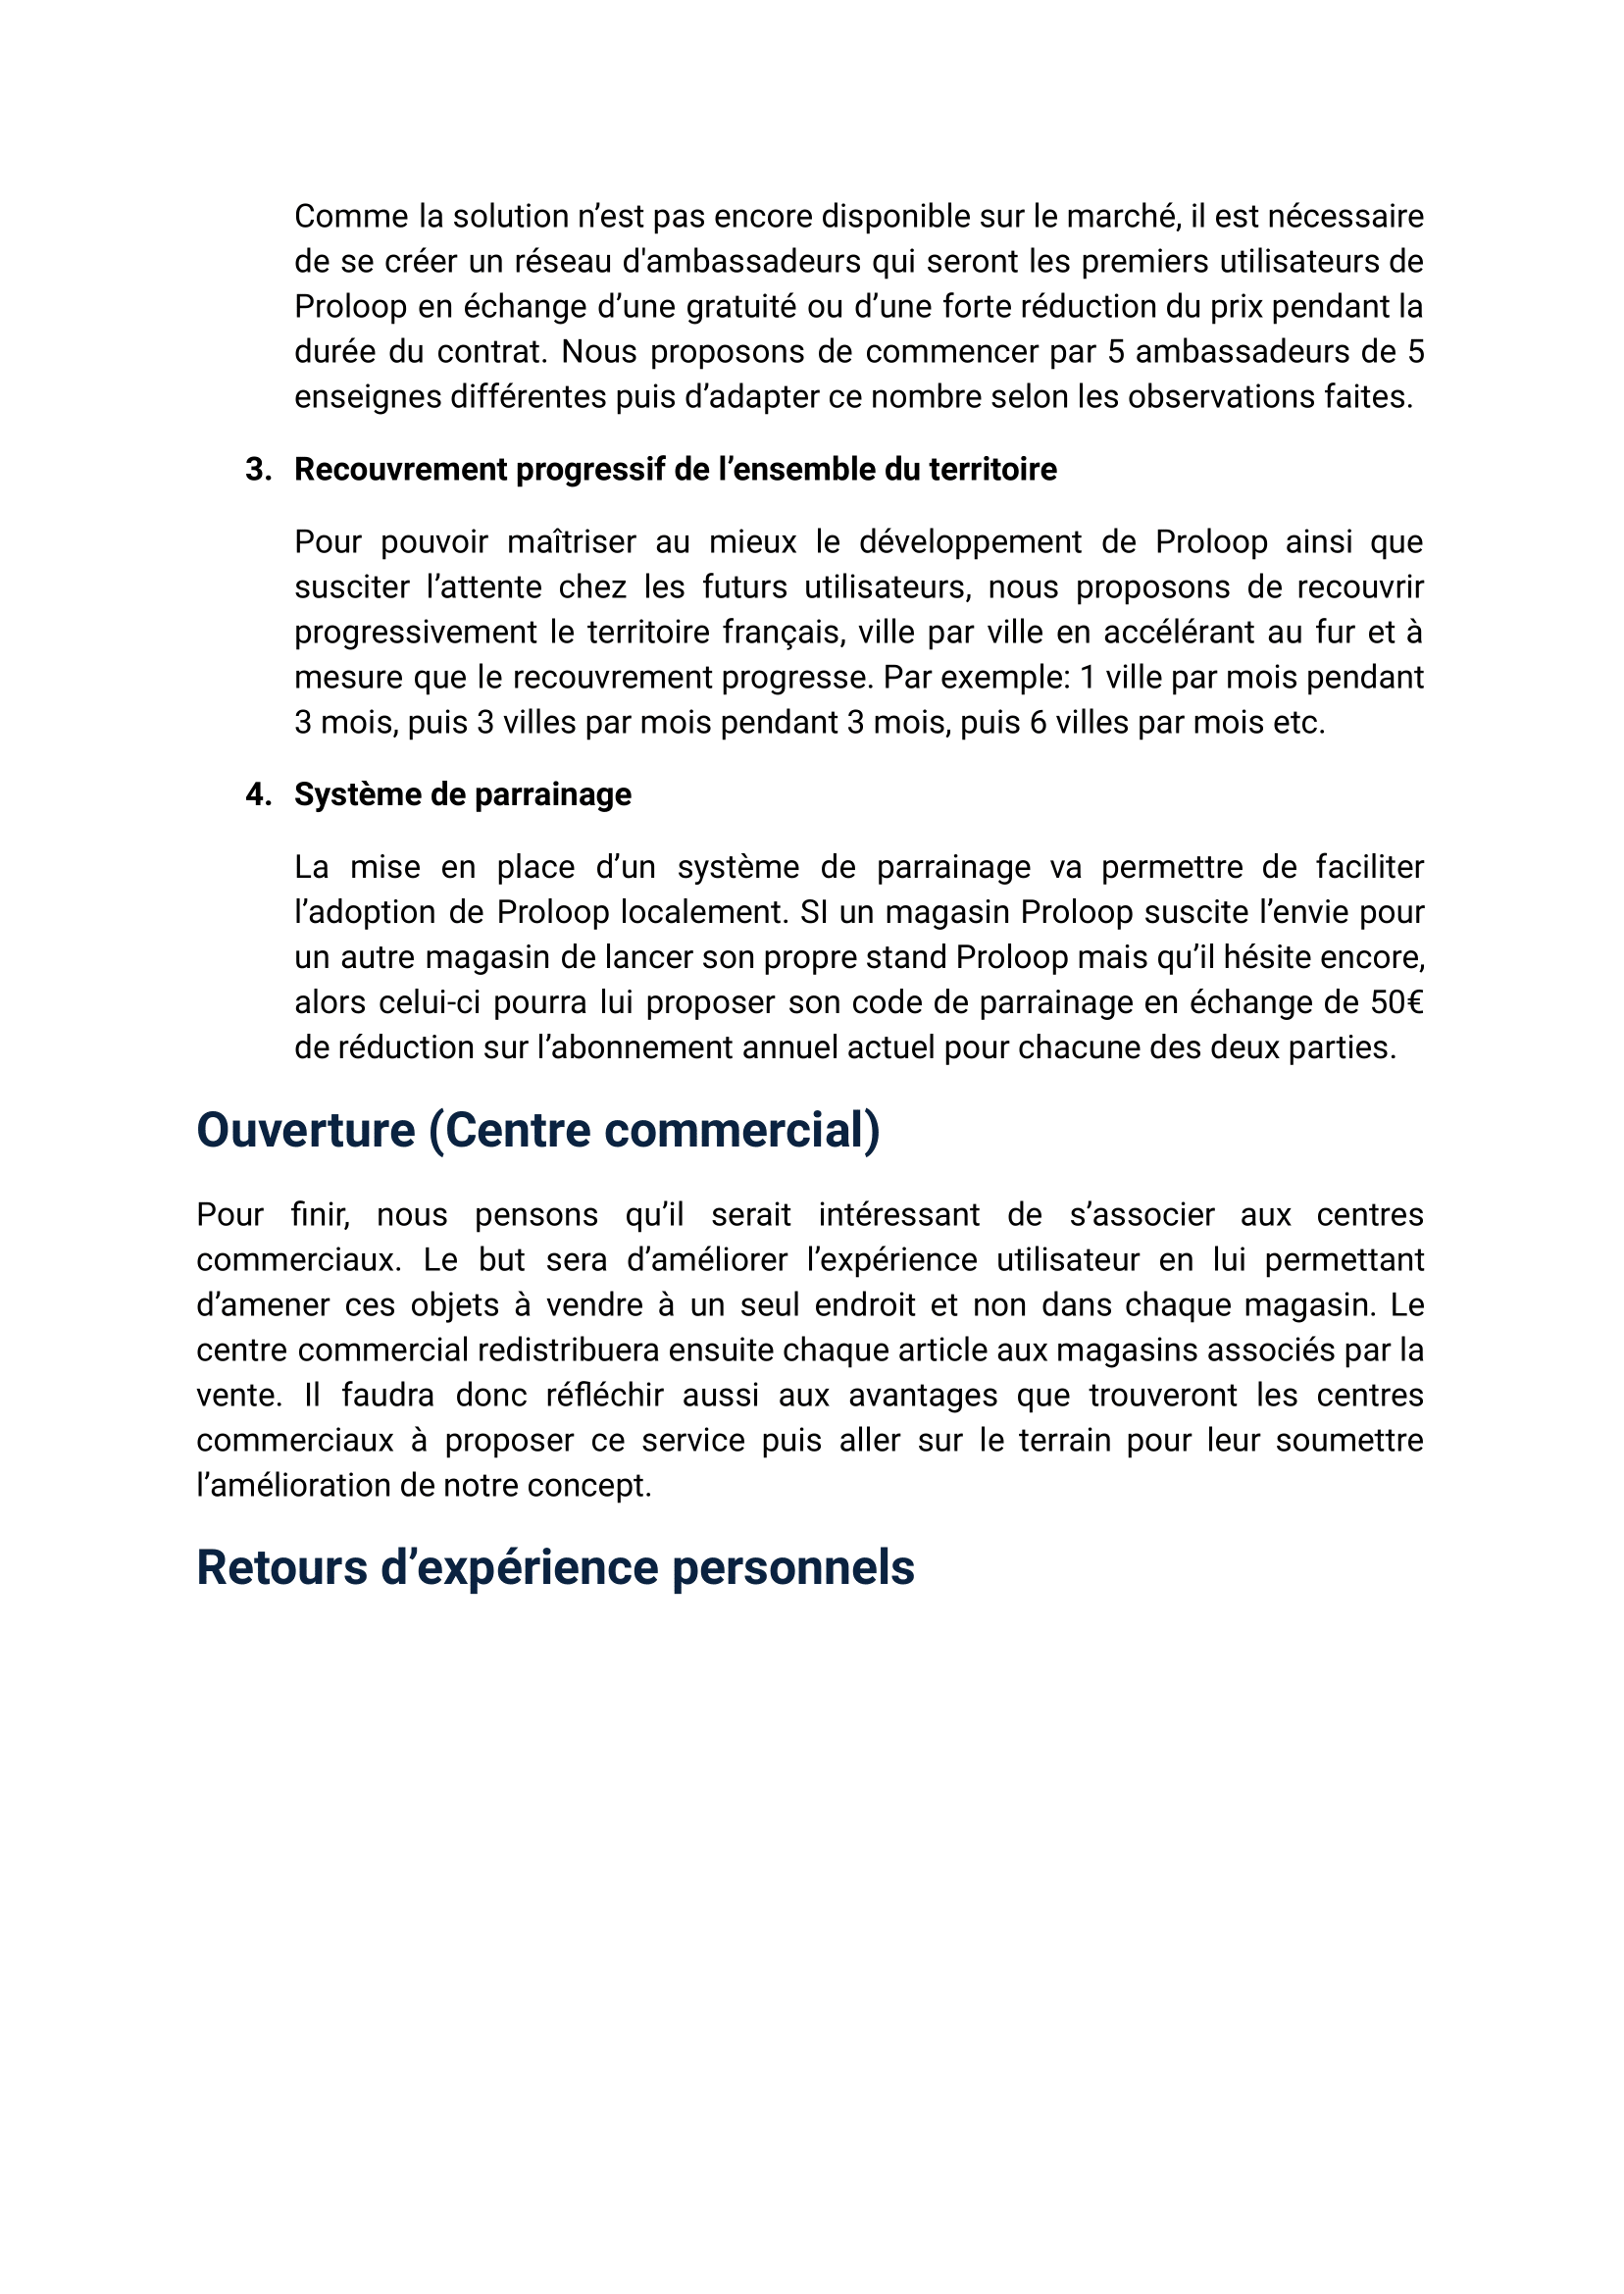 Comme la solution n’est pas encore disponible sur le marché, il est nécessaire
de se créer un réseau d'ambassadeurs qui seront les premiers utilisateurs de
Proloop en échange d’une gratuité ou d’une forte réduction du prix pendant la
durée du contrat. Nous proposons de commencer par 5 ambassadeurs de 5
enseignes différentes puis d’adapter ce nombre selon les observations faites.
3. Recouvrement progressif de l’ensemble du territoire
Pour pouvoir maîtriser au mieux le développement de Proloop ainsi que
susciter l’attente chez les futurs utilisateurs, nous proposons de recouvrir
progressivement le territoire français, ville par ville en accélérant au fur et à
mesure que le recouvrement progresse. Par exemple: 1 ville par mois pendant
3 mois, puis 3 villes par mois pendant 3 mois, puis 6 villes par mois etc.
4. Système de parrainage
La mise en place d’un système de parrainage va permettre de faciliter
l’adoption de Proloop localement. SI un magasin Proloop suscite l’envie pour
un autre magasin de lancer son propre stand Proloop mais qu’il hésite encore,
alors celui-ci pourra lui proposer son code de parrainage en échange de 50€
de réduction sur l’abonnement annuel actuel pour chacune des deux parties.
Ouverture (Centre commercial)
Pour finir, nous pensons qu’il serait intéressant de s’associer aux centres
commerciaux. Le but sera d’améliorer l’expérience utilisateur en lui permettant
d’amener ces objets à vendre à un seul endroit et non dans chaque magasin. Le
centre commercial redistribuera ensuite chaque article aux magasins associés par la
vente. Il faudra donc réfléchir aussi aux avantages que trouveront les centres
commerciaux à proposer ce service puis aller sur le terrain pour leur soumettre
l’amélioration de notre concept.
Retours d’expérience personnels